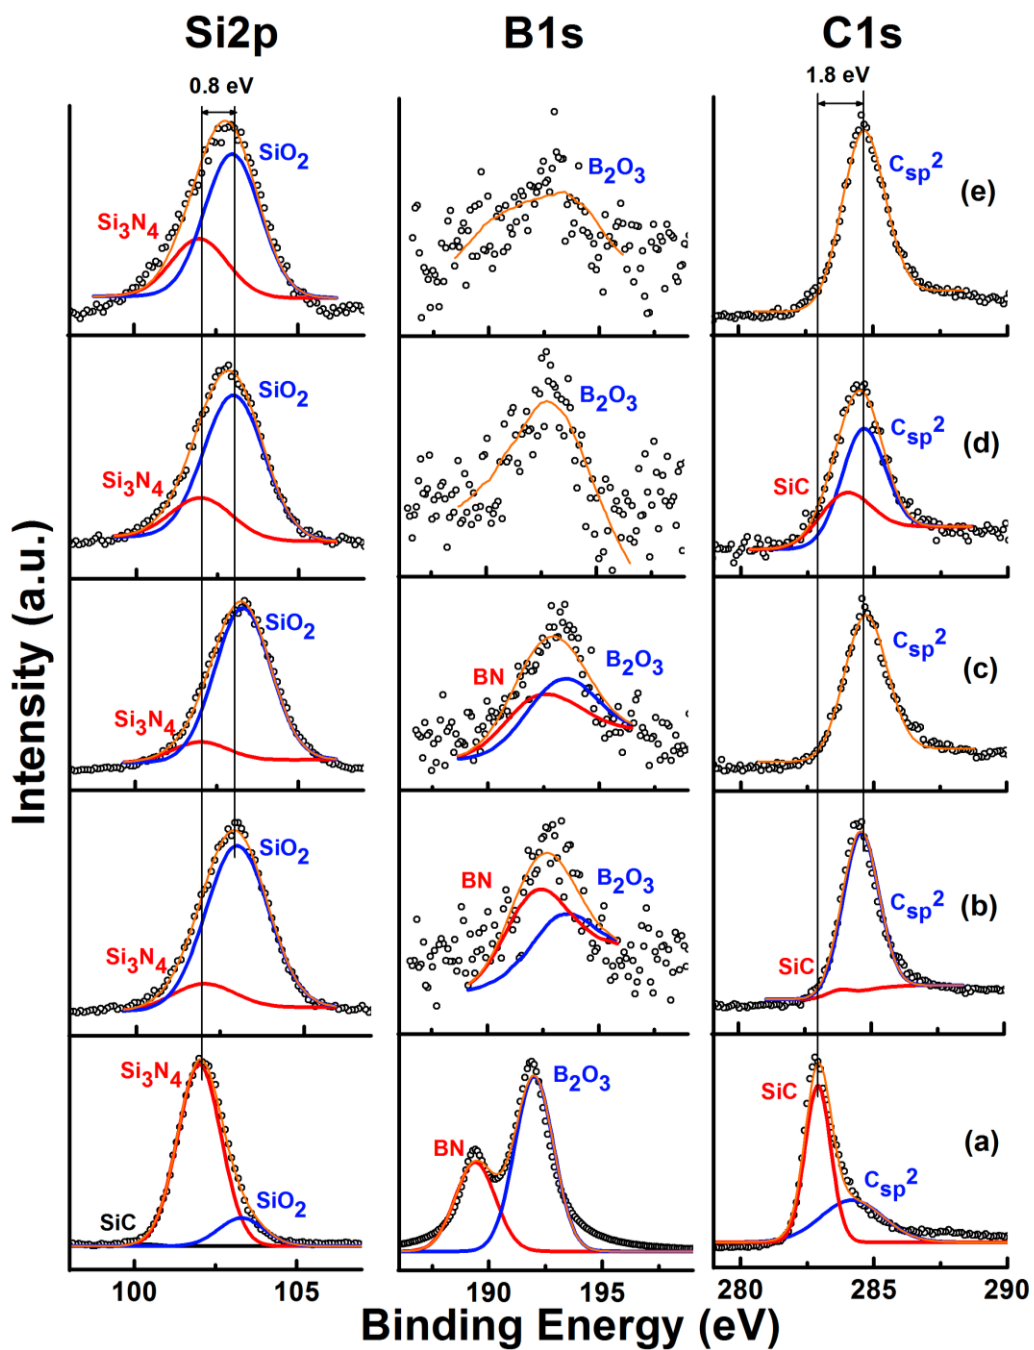 Si2p B1s C1s
0.8 eV 1.8 eV
SiO2 B2O3 Csp2 (e)
Si3N4
SiO2 B2O3 Csp2 (d)
Si3N4 SiC
SiO2 BN B2O3 Csp2 (c)
Si3N4
SiO2 BN B2O3 Csp2 (b)
Si3N4 SiC
Si3N4 B2O3 SiC (a)
SiC SiO2 BN Csp2
100 105 190 195 280 285 290
Intensity (a.u.)
Binding Energy (eV)